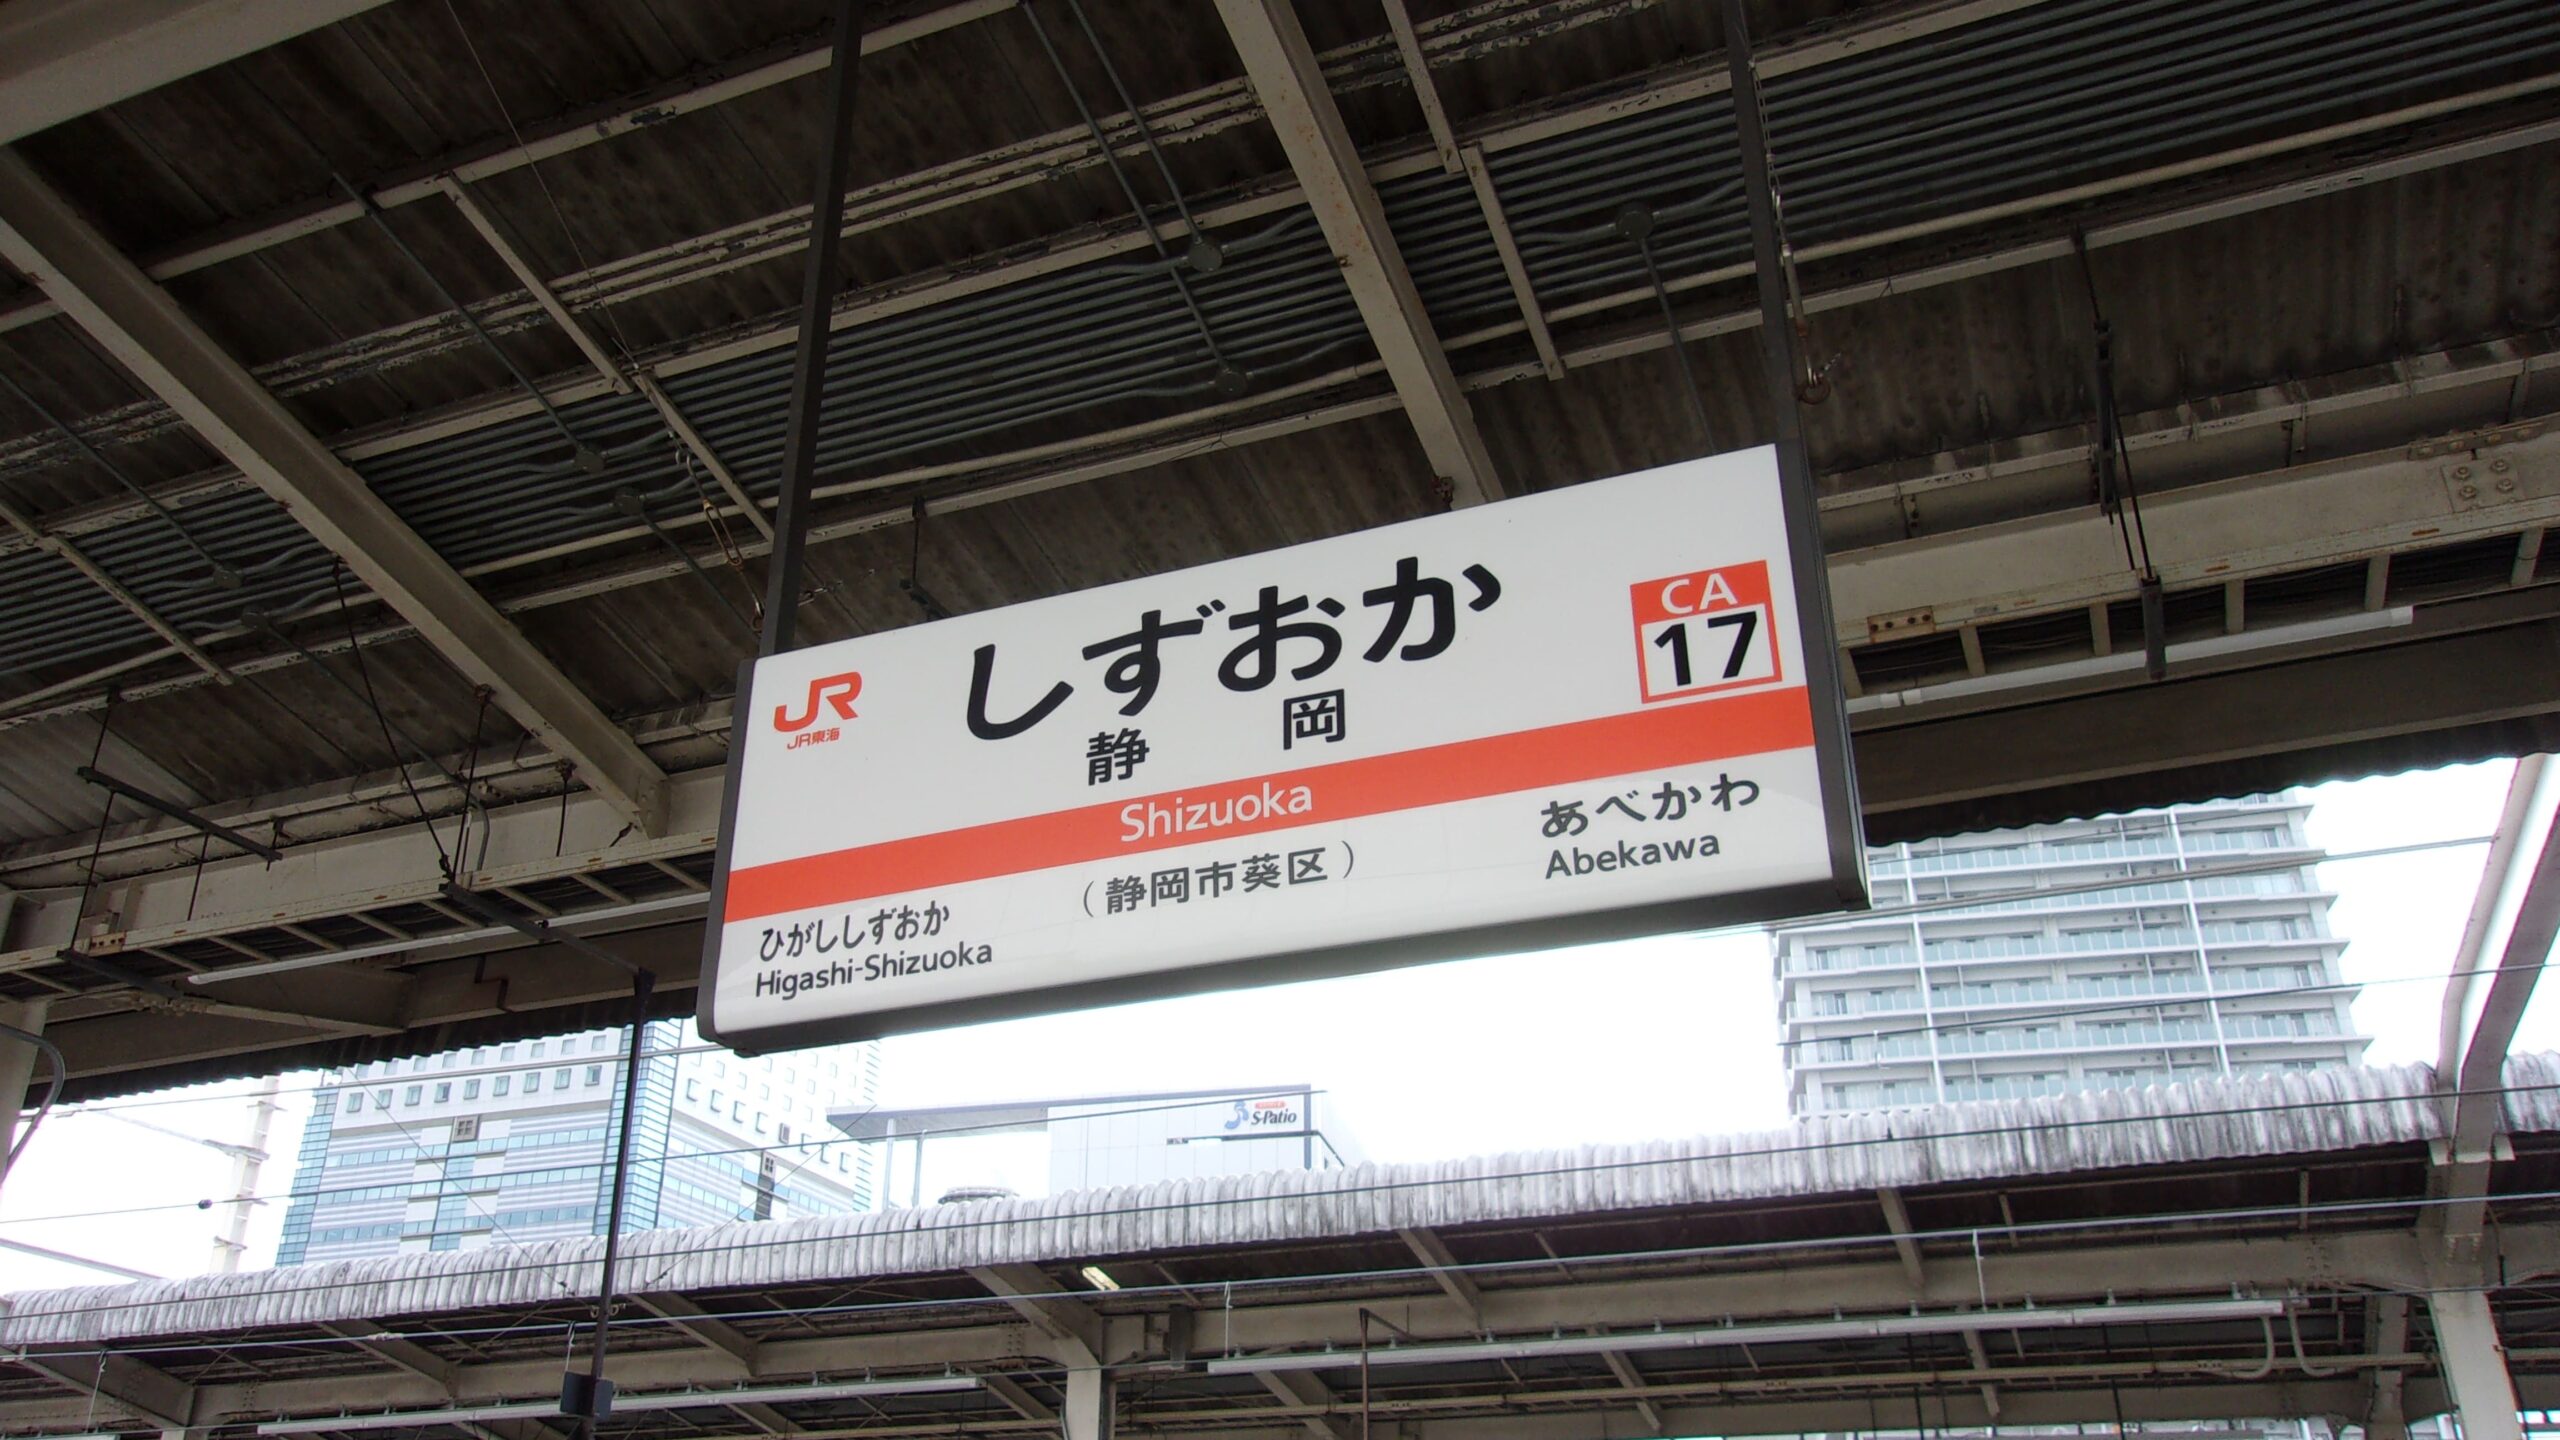 JR
JR東海
しずおか
静岡
CA
17
Shizuoka
(静岡市葵区)
ひがししずおか
Higashi-Shizuoka
あべかわ
Abekawa
S-Patio